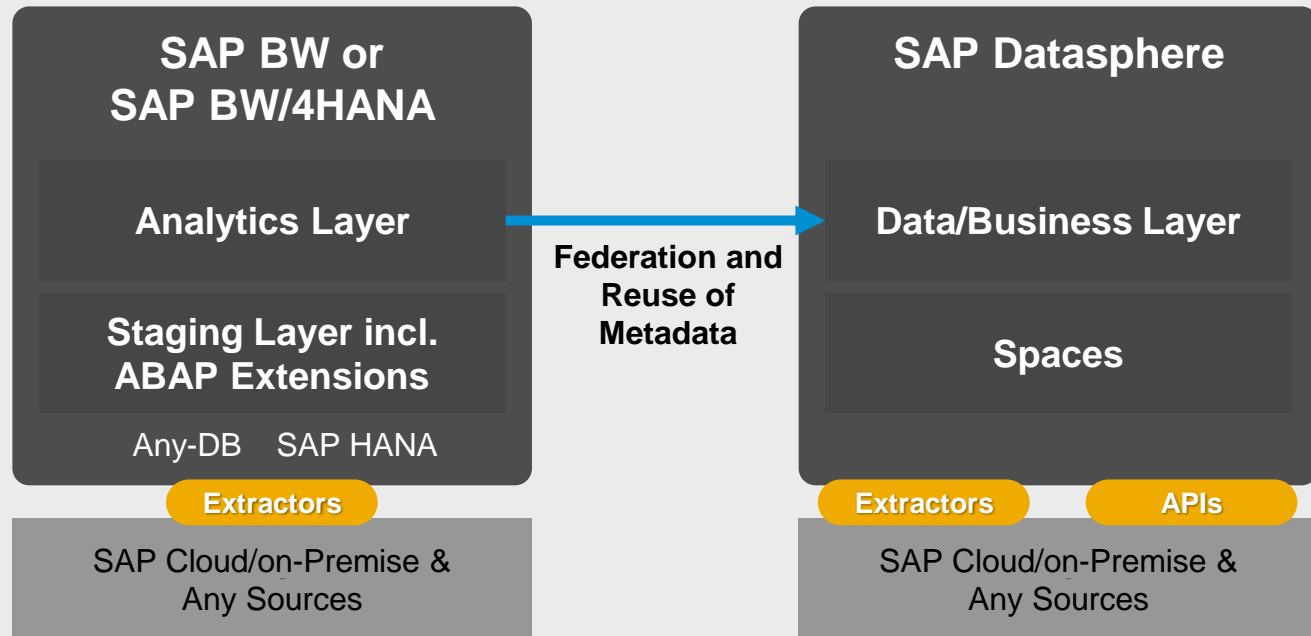 SAP BW or
SAP BW/4HANA
Analytics Layer
Staging Layer incl.
ABAP Extensions
Any-DB SAP HANA
Extractors
SAP Cloud/on-Premise &
Any Sources
Federation and
Reuse of
Metadata
SAP Datasphere
Data/Business Layer
Spaces
Extractors APIs
SAP Cloud/on-Premise &
Any Sources